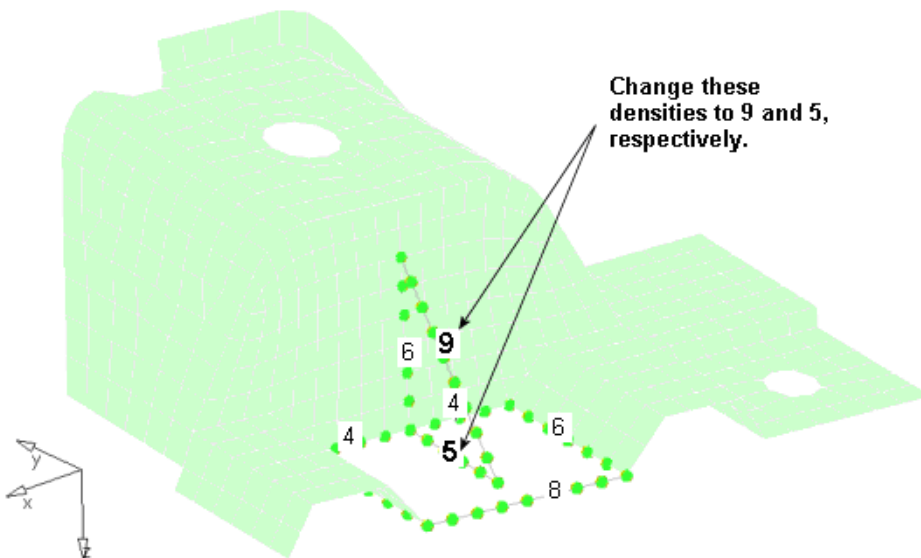 Change these
densities to 9 and 5,
respectively.
9
6
4
6
4
5
8
y
x
z